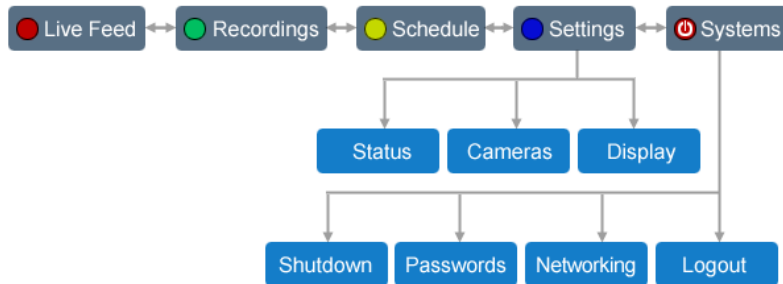 Live Feed Recordings Schedule Settings Systems
Status Cameras Display
Shutdown Passwords Networking Logout